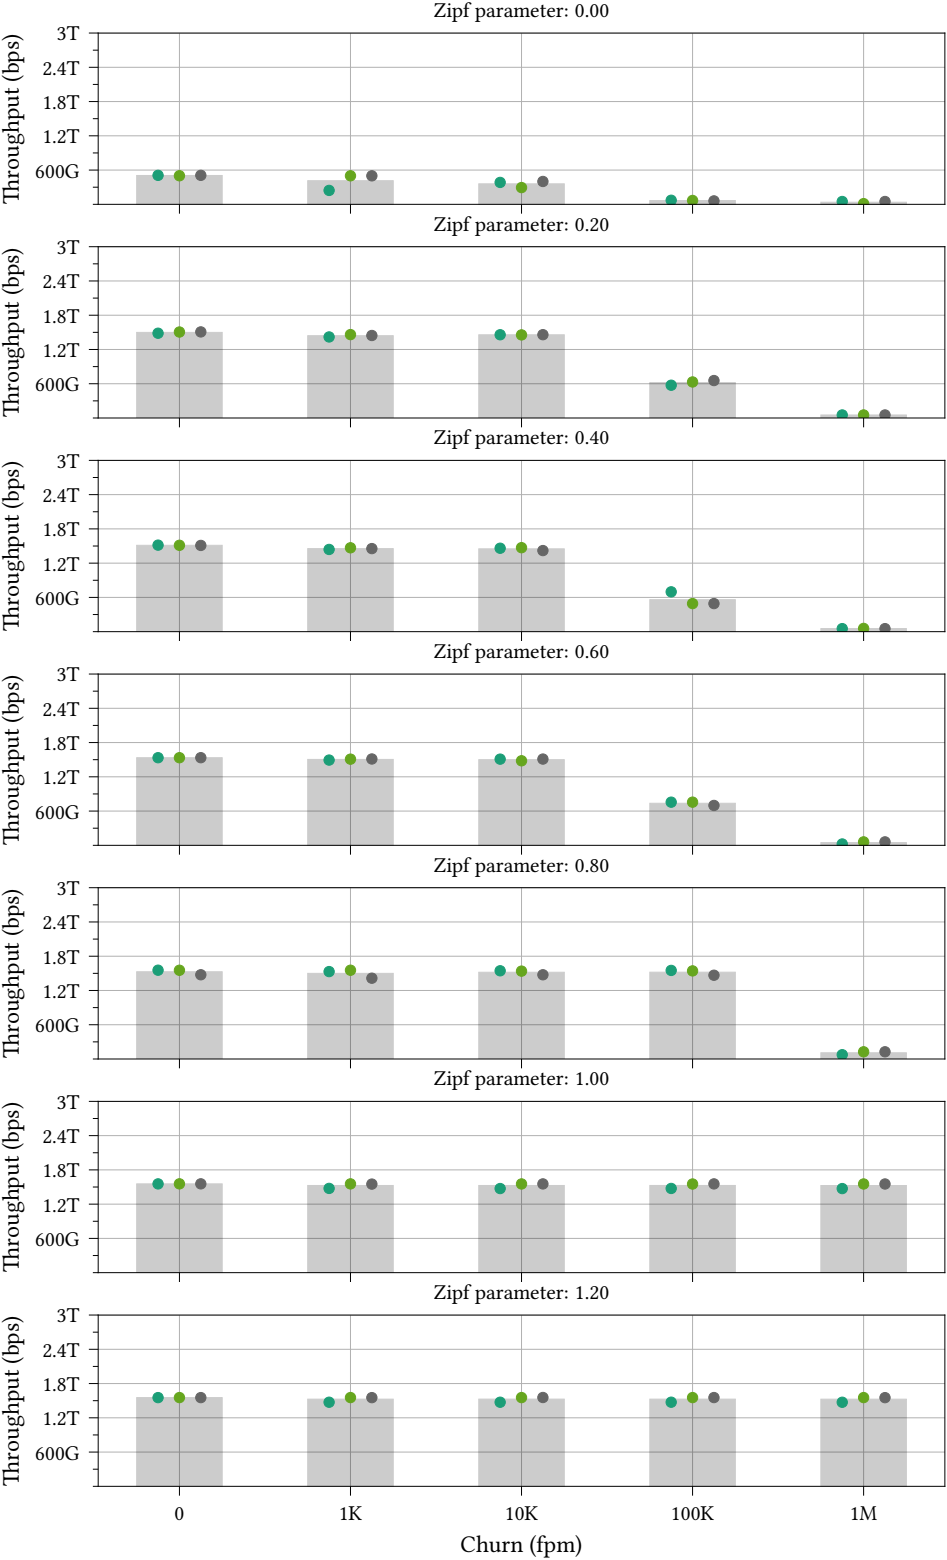 Zipf parameter: 0.00
Throughput (bps)
3T
2.4T
1.8T
1.2T
600G
Zipf parameter: 0.20
Throughput (bps)
3T
2.4T
1.8T
1.2T
600G
Zipf parameter: 0.40
Throughput (bps)
3T
2.4T
1.8T
1.2T
600G
Zipf parameter: 0.60
Throughput (bps)
3T
2.4T
1.8T
1.2T
600G
Zipf parameter: 0.80
Throughput (bps)
3T
2.4T
1.8T
1.2T
600G
Zipf parameter: 1.00
Throughput (bps)
3T
2.4T
1.8T
1.2T
600G
Zipf parameter: 1.20
Throughput (bps)
3T
2.4T
1.8T
1.2T
600G
0 1K 10K 100K 1M
Churn (fpm)